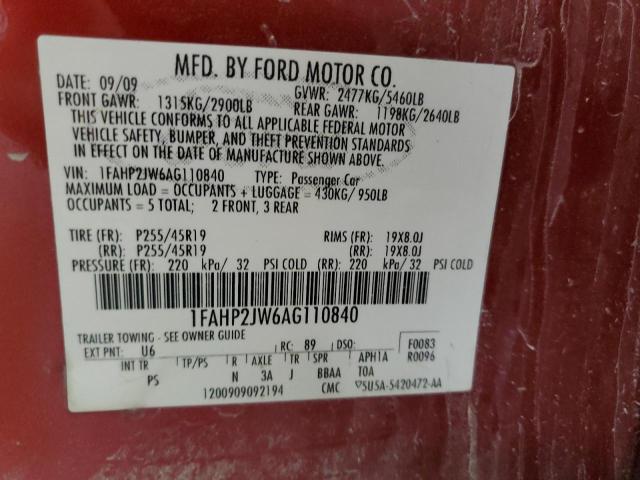 MFD. BY FORD MOTOR CO.
DATE: 09/09 GVWR: 2477KG/5460LB
FRONT GAWR: 1315KG/2900LB REAR GAWR: 1198KG/2640LB
THIS VEHICLE CONFORMS TO ALL APPLICABLE FEDERAL MOTOR
VEHICLE SAFETY, BUMPER, AND THEFT PREVENTION STANDARDS
IN EFFECT ON THE DATE OF MANUFACTURE SHOWN ABOVE.
VIN: 1FAHP2JW6AG110840 TYPE: Passenger Car
MAXIMUM LOAD = OCCUPANTS + LUGGAGE = 430KG/ 950LB
OCCUPANTS = 5 TOTAL; 2 FRONT, 3 REAR
TIRE (FR): P255/45R19 RIMS (FR): 19X8.0J
(RR): P255/45R19 (RR): 19X8.0J
PRESSURE (FR): 220 kPa/ 32 PSI COLD (RR): 220 kPa/ 32 PSI COLD
1FAHP2JW6AG110840
TRAILER TOWING - SEE OWNER GUIDE
EXT PNT: U6 RC: 89 DSO: F0083
R0096
INT TR TP/PS R AXLE TR SPR APH1A
PS N 3A J BBAA TOA
1200909092194 CMC 5U5A-5420472-AA